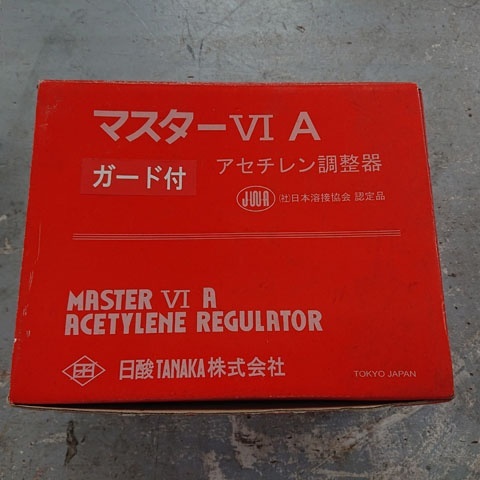 マスターVI A
ガード付
アセチレン調整器
JWA (社)日本溶接協会 認定品
MASTER VI A
ACETYLENE REGULATOR
日酸TANAKA株式会社
TOKYO JAPAN